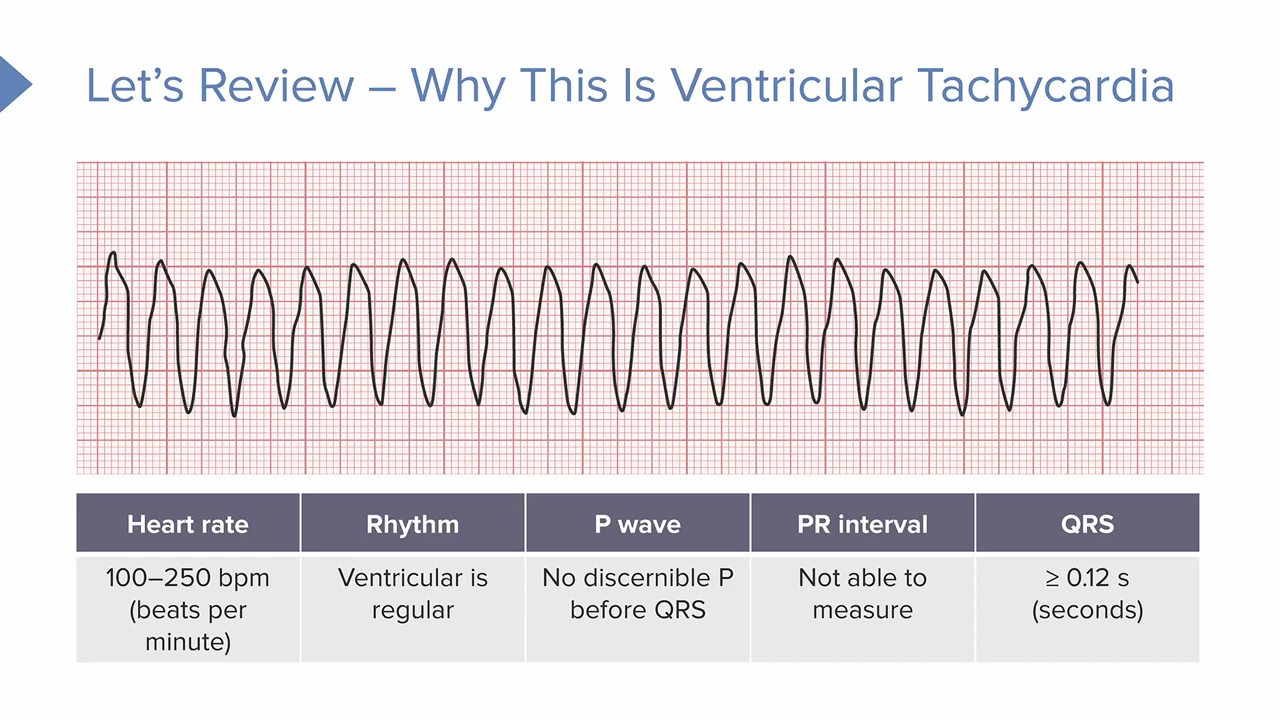 Let's Review – Why This Is Ventricular Tachycardia
Heart rate
Rhythm
P wave
PR interval
QRS
100–250 bpm
(beats per
minute)
Ventricular is
regular
No discernible P
before QRS
Not able to
measure
≥ 0.12 s
(seconds)